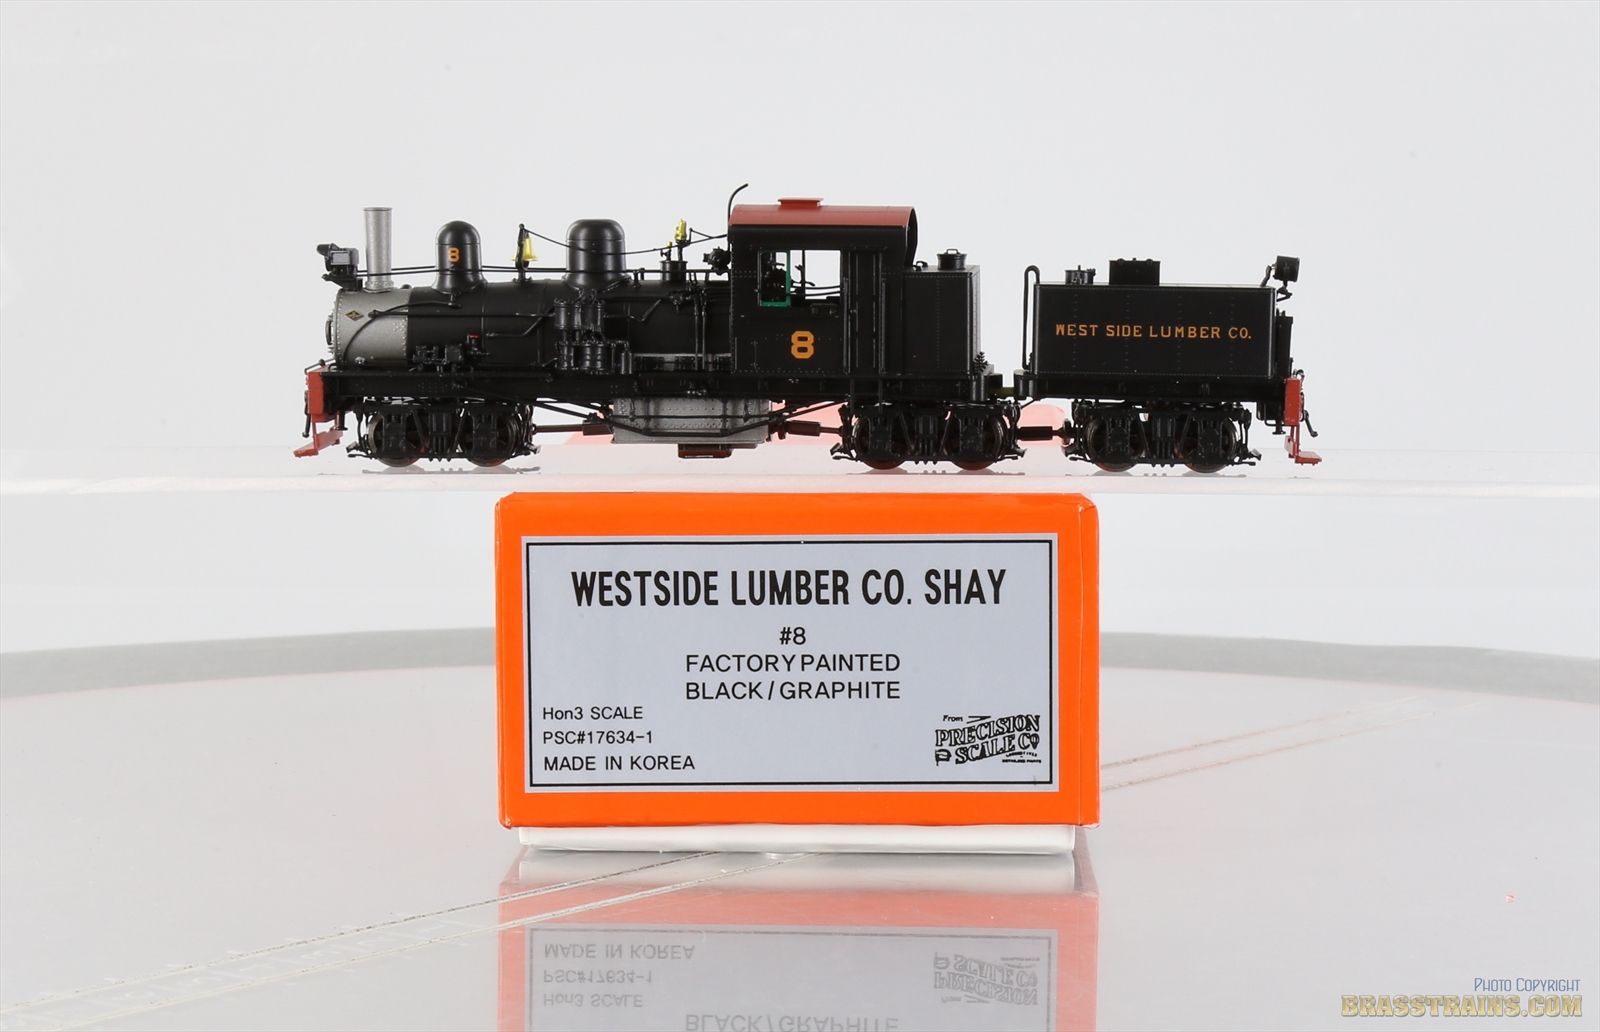 8
8
WEST SIDE LUMBER CO.
WESTSIDE LUMBER CO. SHAY
#8
FACTORY PAINTED
BLACK/GRAPHITE
Hon3 SCALE
PSC#17634-1
MADE IN KOREA
From
PRECISION
SCALE CO
PHOTO COPYRIGHT
BRASSTRAINS.COM